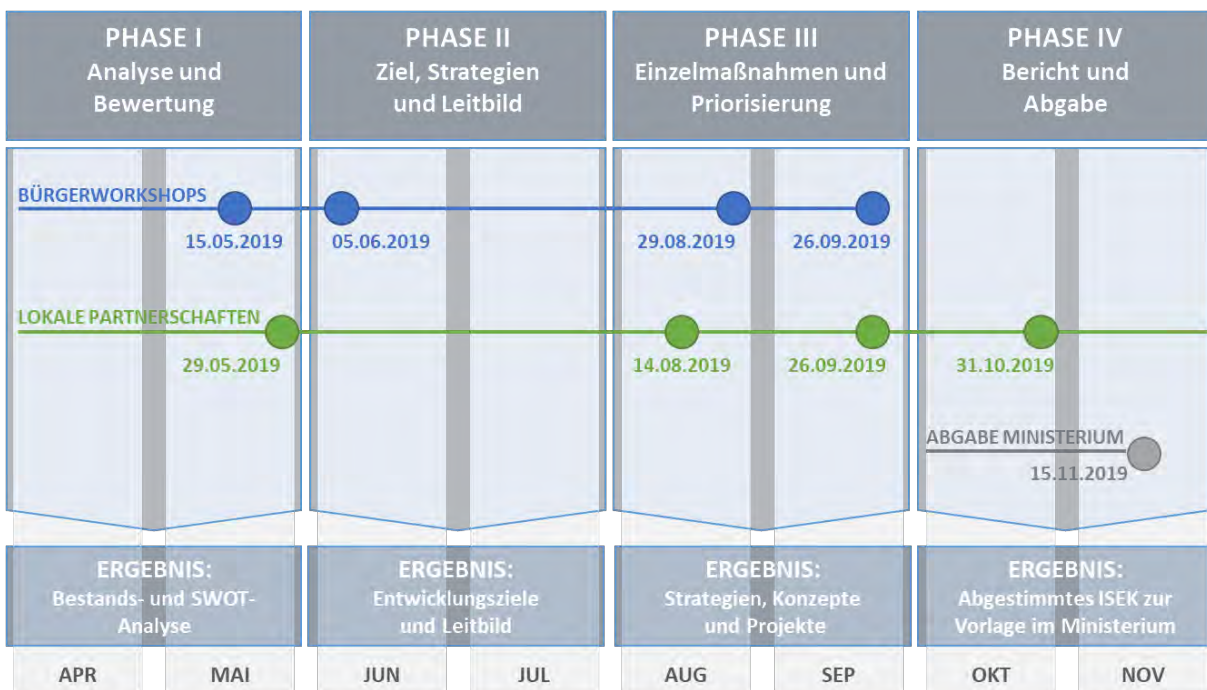 PHASE I
Analyse und
Bewertung
PHASE II
Ziel, Strategien
und Leitbild
PHASE III
Einzelmaßnahmen und
Priorisierung
PHASE IV
Bericht und
Abgabe
BÜRGERWORKSHOPS
15.05.2019
05.06.2019
29.08.2019
26.09.2019
LOKALE PARTNERSCHAFTEN
29.05.2019
14.08.2019
26.09.2019
31.10.2019
ABGABE MINISTERIUM
15.11.2019
ERGEBNIS:
Bestands- und SWOT-
Analyse
ERGEBNIS:
Entwicklungsziele
und Leitbild
ERGEBNIS:
Strategien, Konzepte
und Projekte
ERGEBNIS:
Abgestimmtes ISEK zur
Vorlage im Ministerium
APR
MAI
JUN
JUL
AUG
SEP
OKT
NOV